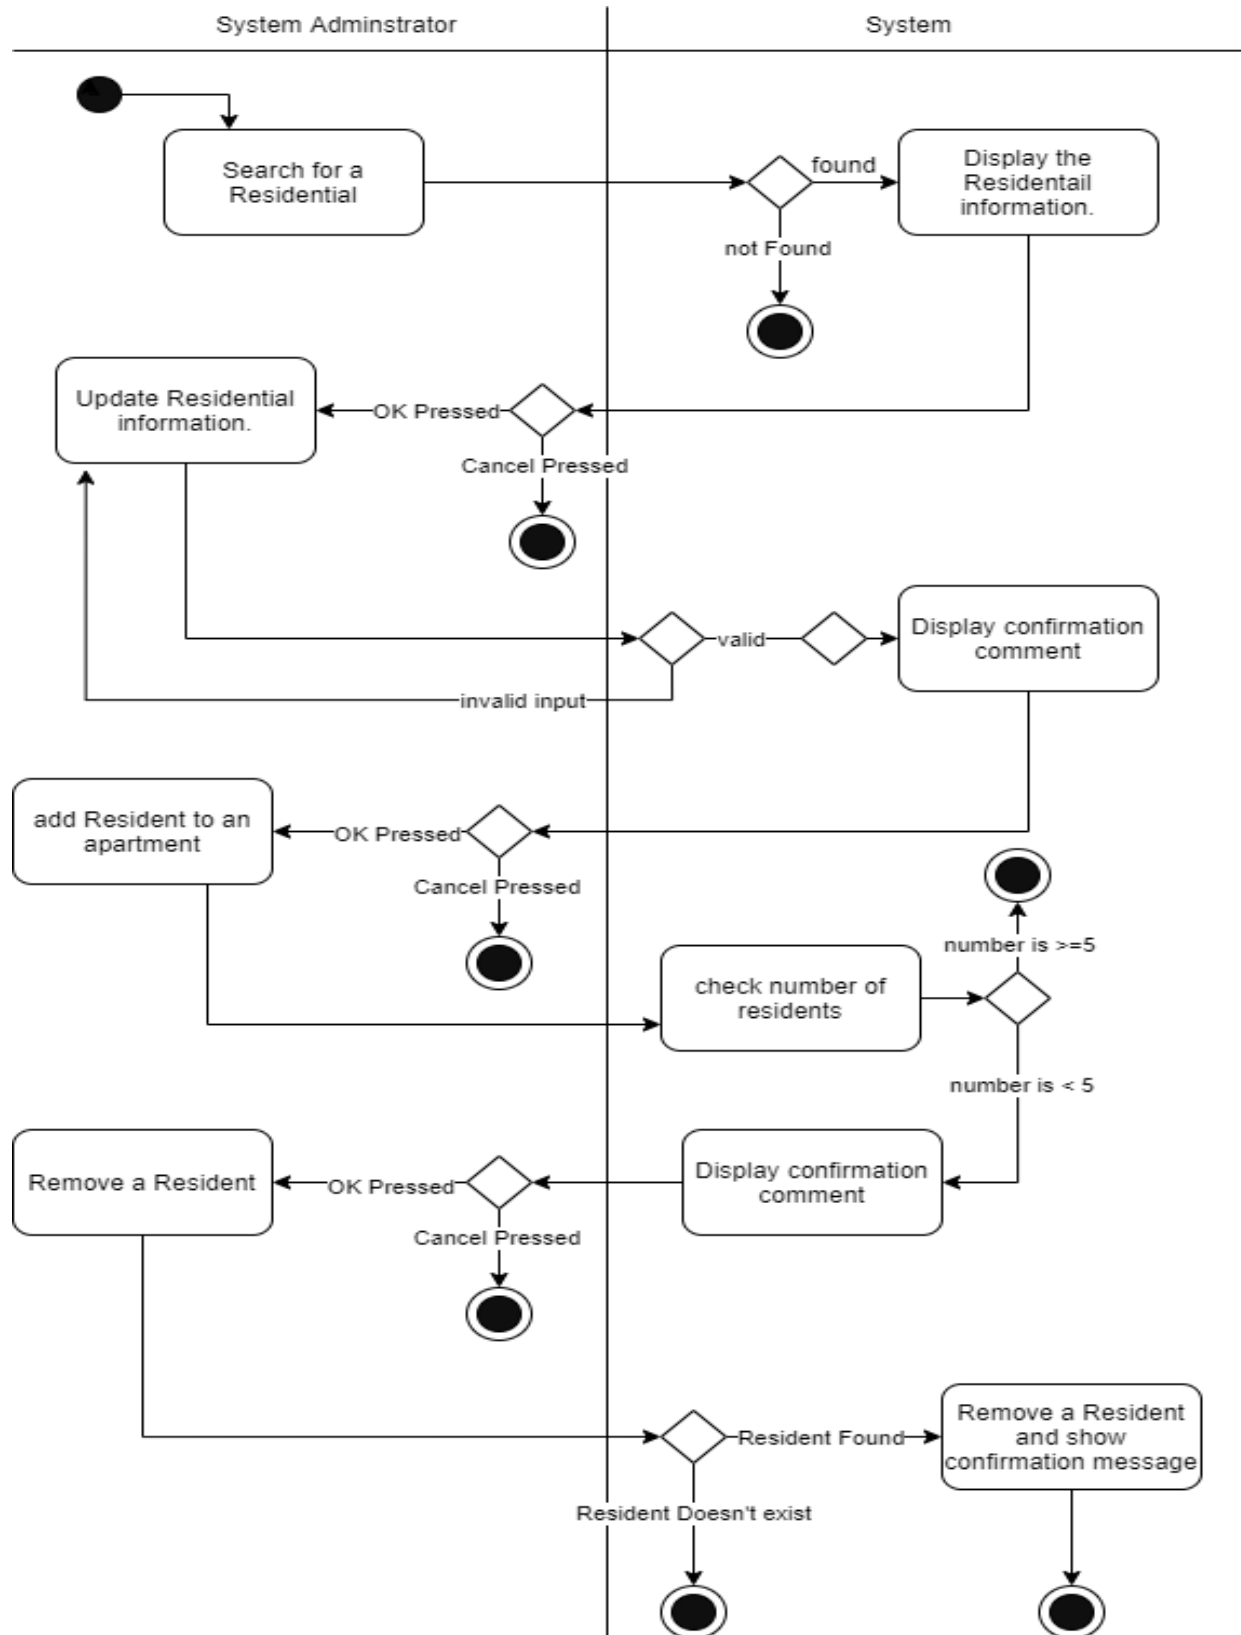 System Adminstrator
System
Search for a
Residential
found
Display the
Residentail
information.
not Found
Update Residential
information.
OK Pressed
Cancel Pressed
valid
Display confirmation
comment
invalid input
add Resident to an
apartment
OK Pressed
Cancel Pressed
number is >=5
check number of
residents
number is < 5
Remove a Resident
OK Pressed
Display confirmation
comment
Cancel Pressed
Resident Found
Remove a Resident
and show
confirmation message
Resident Doesn't exist